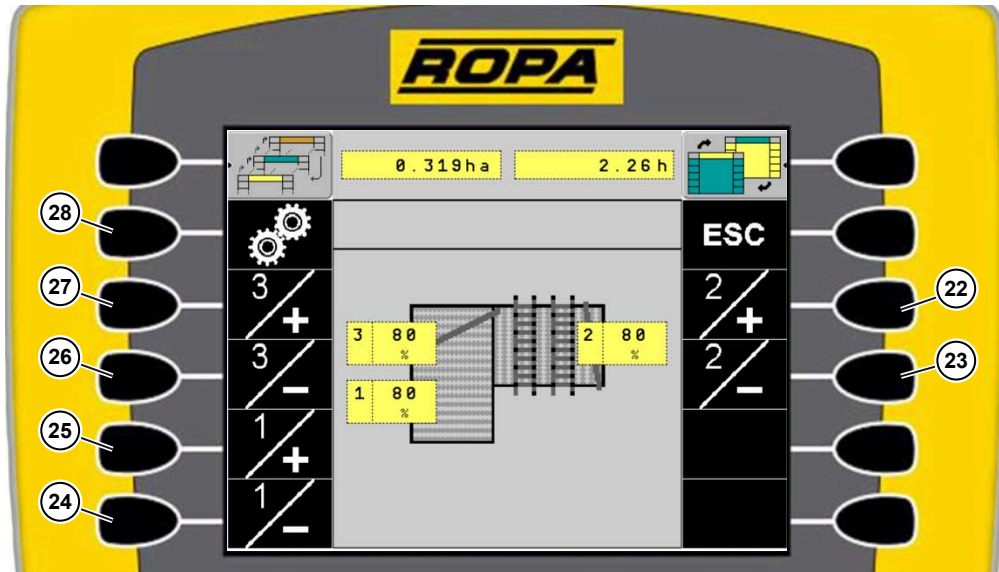 ROPA
0.319ha 2.26h
28
ESC
27
3/+
2/+
22
3 80 %
2 80 %
26
3/-
2/-
23
1 80 %
25
1/+
24
1/-